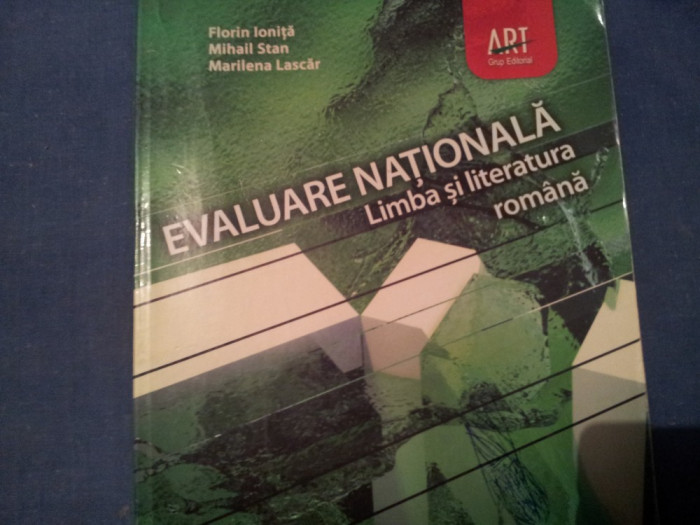 Florin Ioniță
Mihail Stan
Marilena Lascăr
ART
Grup Editorial
EVALUARE NAȚIONALĂ
Limba și literatura
română